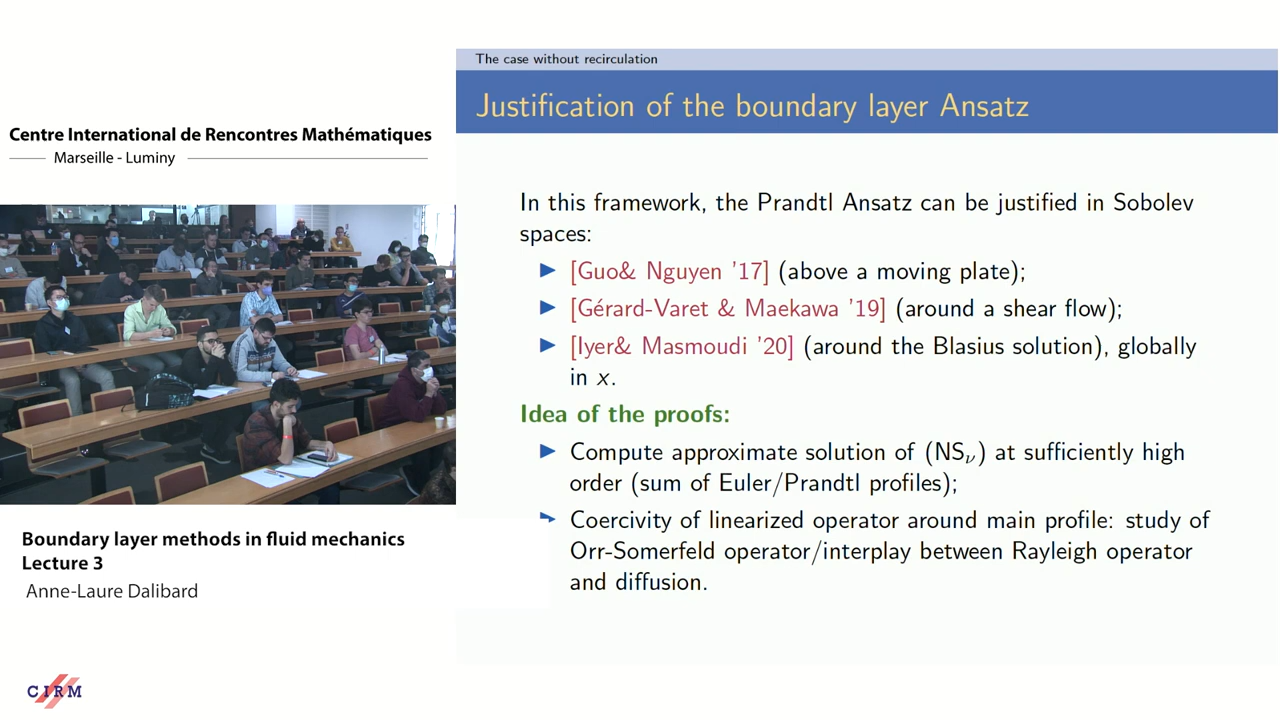 Centre International de Rencontres Mathématiques
Marseille - Luminy
The case without recirculation
Justification of the boundary layer Ansatz
In this framework, the Prandtl Ansatz can be justified in Sobolev
spaces:
[Guo& Nguyen '17] (above a moving plate);
[Gérard-Varet & Maekawa '19] (around a shear flow);
[Iyer& Masmoudi '20] (around the Blasius solution), globally
in x.
Idea of the proofs:
Compute approximate solution of (NSν) at sufficiently high
order (sum of Euler/Prandtl profiles);
Coercivity of linearized operator around main profile: study of
Orr-Somerfeld operator/interplay between Rayleigh operator
and diffusion.
Boundary layer methods in fluid mechanics
Lecture 3
Anne-Laure Dalibard
CIRM